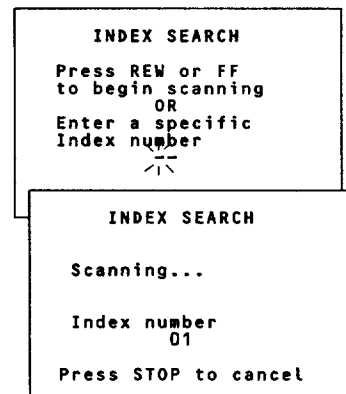 INDEX SEARCH
Press REW or FF
to begin scanning
OR
Enter a specific
Index number
--
INDEX SEARCH
Scanning...
Index number
01
Press STOP to cancel